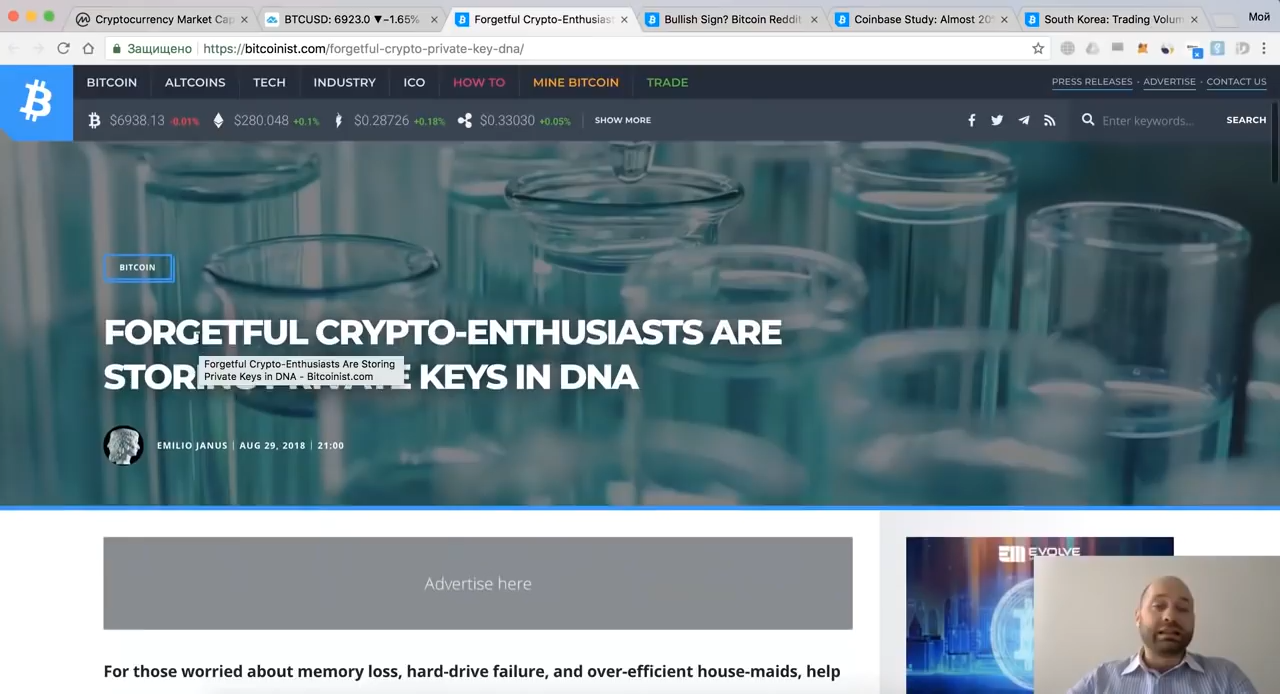 Cryptocurrency Market Cap
BTCUSD: 6923.0 ▼−1.65%
Forgetful Crypto-Enthusiast
Bullish Sign? Bitcoin Reddit
Coinbase Study: Almost 20%
South Korea: Trading Volum
Мой
Защищено
https://bitcoinist.com/forgetful-crypto-private-key-dna/
BITCOIN
ALTCOINS
TECH
INDUSTRY
ICO
HOW TO
MINE BITCOIN
TRADE
PRESS RELEASES - ADVERTISE - CONTACT US
$6938.13 -0.01%
$280.048 +0.1%
$0.28726 +0.18%
$0.33030 +0.05%
SHOW MORE
Enter keywords...
SEARCH
BITCOIN
FORGETFUL CRYPTO-ENTHUSIASTS ARE
STORING PRIVATE KEYS IN DNA
Forgetful Crypto-Enthusiasts Are Storing
Private Keys in DNA - Bitcoinist.com
EMILIO JANUS | AUG 29, 2018 | 21:00
Advertise here
EVOLVE
For those worried about memory loss, hard-drive failure, and over-efficient house-maids, help